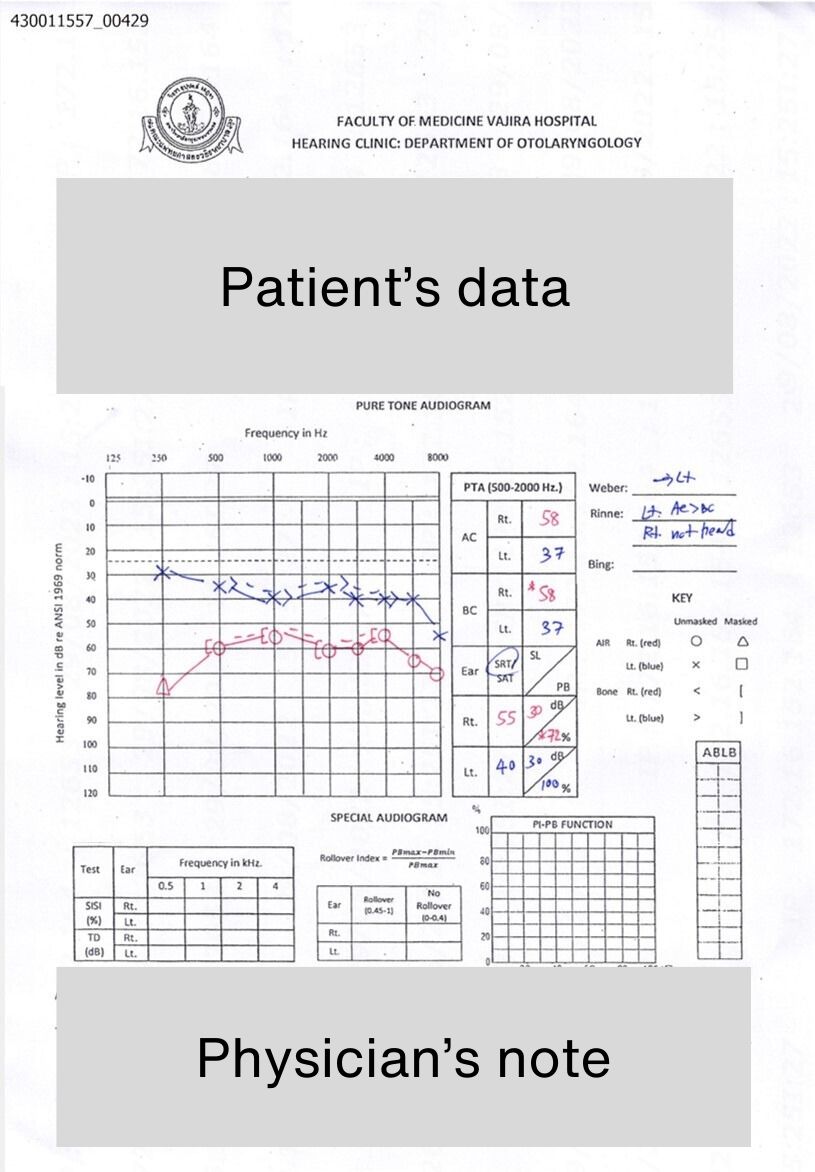 430011557_00429
FACULTY OF MEDICINE VAJIRA HOSPITAL
HEARING CLINIC: DEPARTMENT OF OTOLARYNGOLOGY
Patient's data
PURE TONE AUDIOGRAM
Frequency in Hz
125 250 500 1000 2000 4000 8000
Hearing level in dB re ANSI 1969 norm
-10
0
10
20
30
40
50
60
70
80
90
100
110
120
PTA (500-2000 Hz.)
AC Rt. 58
Lt. 37
BC Rt. *58
Lt. 37
Ear SRT/SAT SL PB
Rt. 55 30 dB *72%
Lt. 40 30 dB 100%
Weber: →Lt
Rinne: Lt. AC>BC
Rt. not heard
Bing:
KEY
Unmasked Masked
AIR Rt. (red) ○ △
Lt. (blue) × □
Bone Rt. (red) < [
Lt. (blue) > ]
ABLB
SPECIAL AUDIOGRAM
Test Ear Frequency in kHz.
0.5 1 2 4
SISI (%) Rt.
Lt.
TD (dB) Rt.
Lt.
Rollover Index = PBmax−PBmin / PBmax
Ear Rollover (0.45-1) No Rollover (0-0.4)
Rt.
Lt.
%
PI-PB FUNCTION
100
80
60
40
20
0
Physician's note